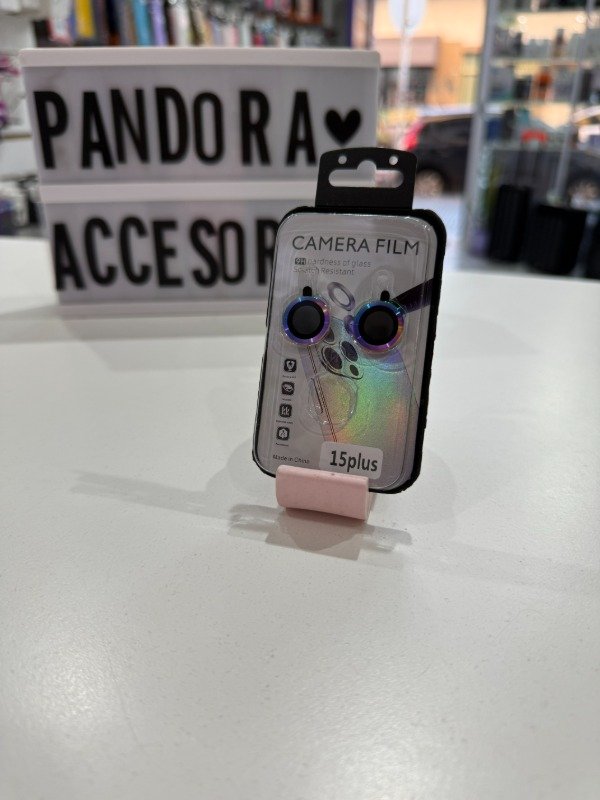 PANDORA♥
ACCESOR
CAMERA FILM
9H hardness of glass
Scratch Resistant
Made in China
15plus